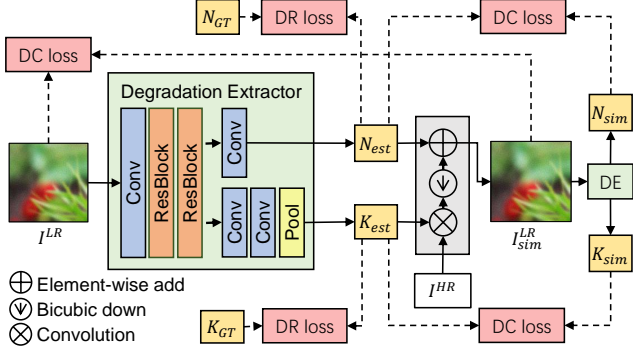 N_GT
DR loss
DC loss
DC loss
Degradation Extractor
Conv
ResBlock
ResBlock
Conv
Conv
Conv
Pool
N_est
K_est
N_sim
DE
K_sim
I^LR
I^LR_sim
I^HR
Element-wise add
Bicubic down
Convolution
K_GT
DR loss
DC loss